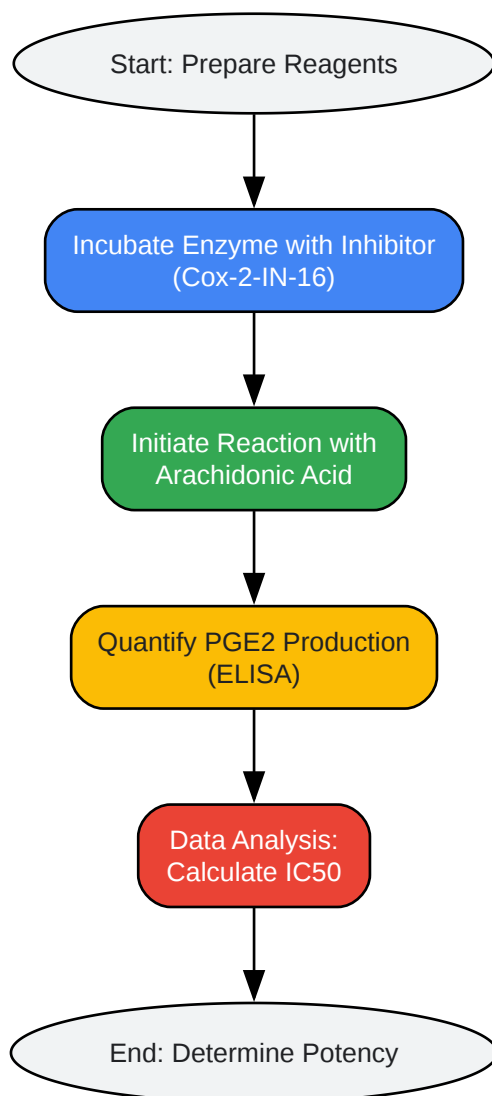 Start: Prepare Reagents
Incubate Enzyme with Inhibitor
(Cox-2-IN-16)
Initiate Reaction with
Arachidonic Acid
Quantify PGE2 Production
(ELISA)
Data Analysis:
Calculate IC50
End: Determine Potency